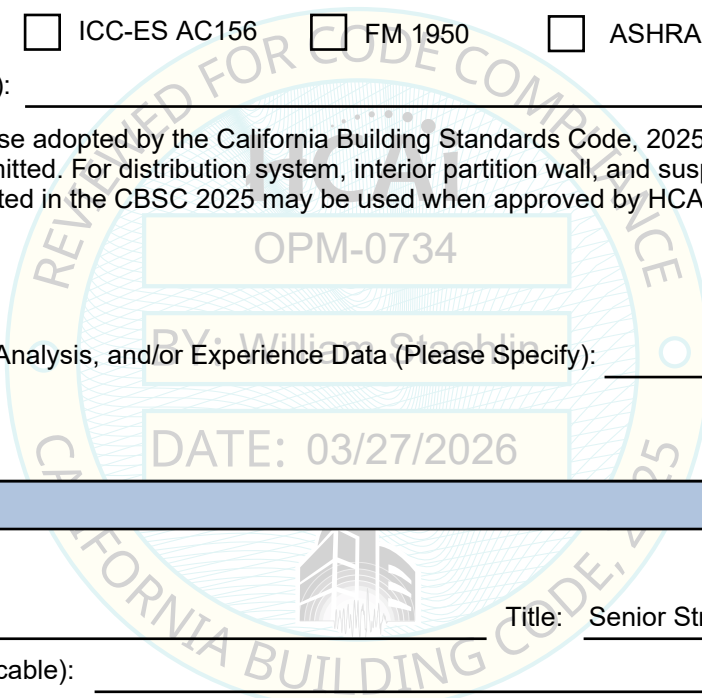 ICC-ES AC156 FM 1950 ASHRA
):
se adopted by the California Building Standards Code, 2025
mitted. For distribution system, interior partition wall, and susp
ted in the CBSC 2025 may be used when approved by HCA
REVIEWED FOR CODE COMPLIANCE
HCAi
OPM-0734
BY: William Staehlin
Analysis, and/or Experience Data (Please Specify):
DATE: 03/27/2026
CALIFORNIA BUILDING CODE, 2025
Title: Senior Str
cable):